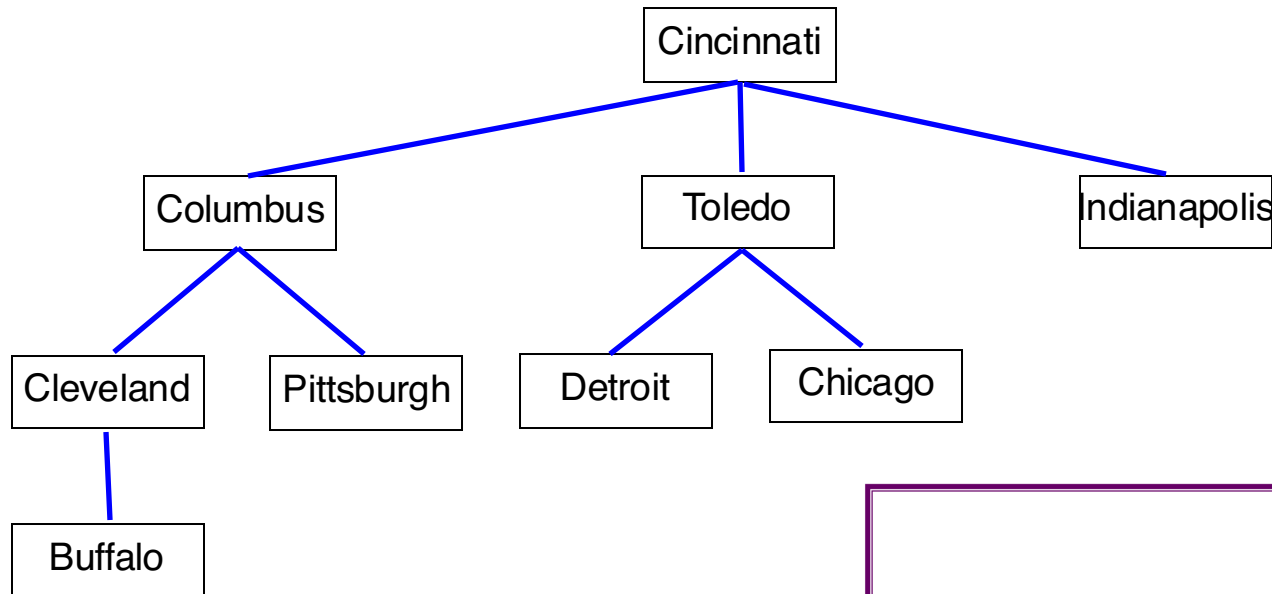 Cincinnati
Columbus
Toledo
Indianapolis
Cleveland
Pittsburgh
Detroit
Chicago
Buffalo